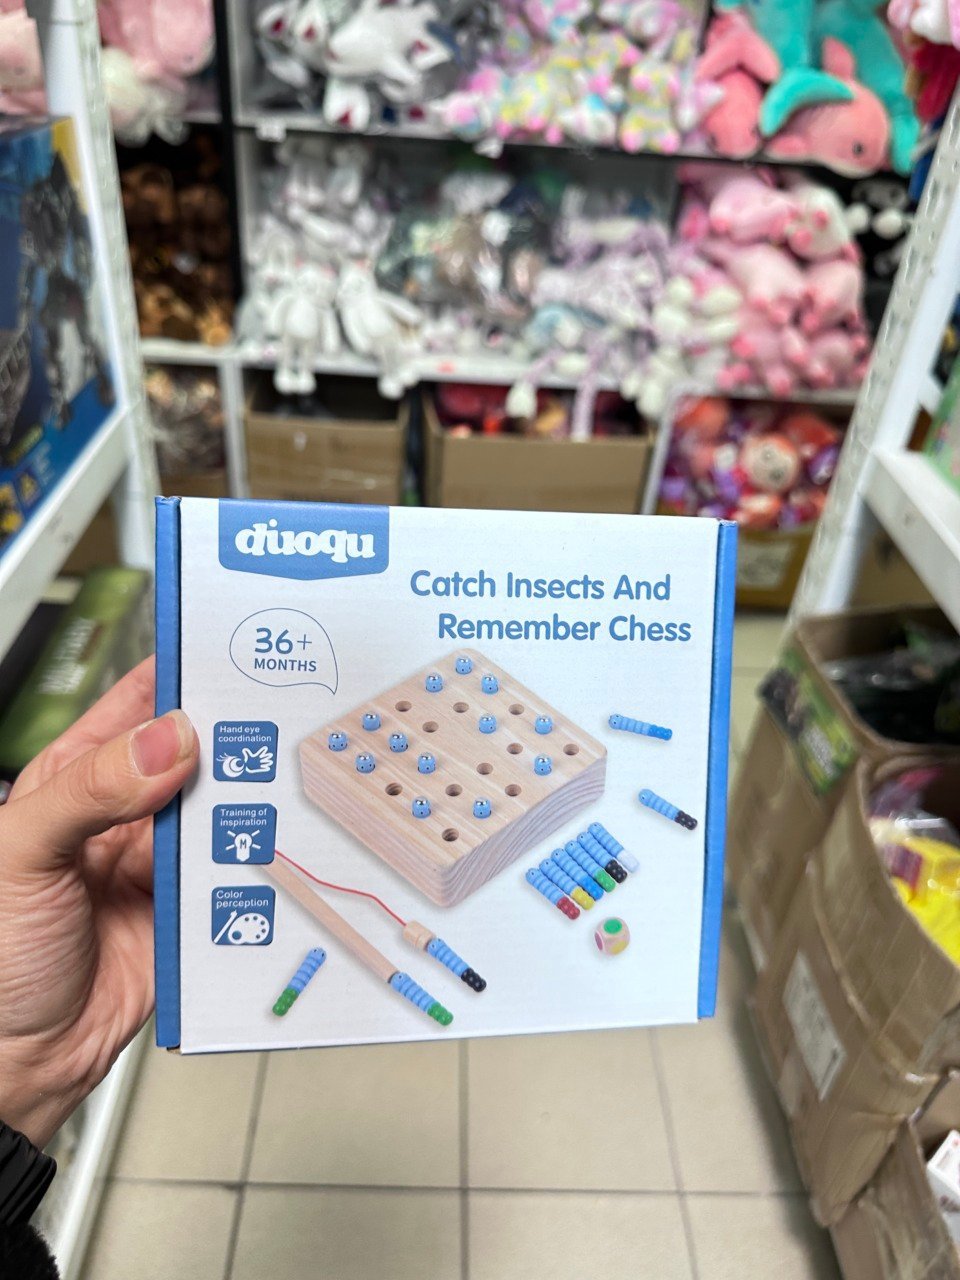 duoqu
Catch Insects And
Remember Chess
36+
MONTHS
Hand eye
coordination
Training of
inspiration
M
Color
perception